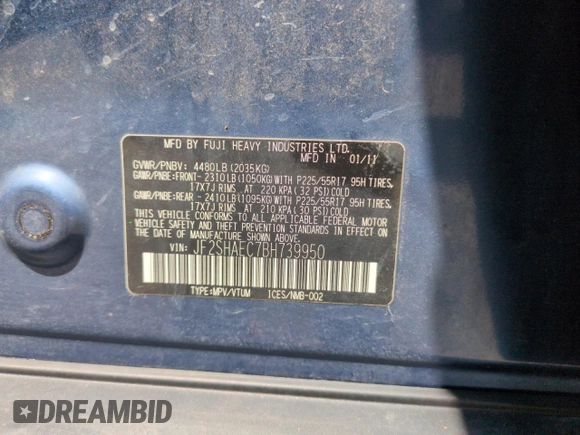 MFD BY FUJI HEAVY INDUSTRIES LTD.
MFD IN 01/11
GVWR/PNBV: 4480LB (2035KG)
GAWR/PNBE:FRONT-2310LB(1050KG)WITH P225/55R17 95H TIRES,
17X7J RIMS AT 220 KPA (32 PSI) COLD
GAWR/PNBE:REAR -2410LB(1095KG)WITH P225/55R17 95H TIRES,
17X7J RIMS AT 210 KPA (30 PSI) COLD
THIS VEHICLE CONFORMS TO ALL APPLICABLE FEDERAL MOTOR
VEHICLE SAFETY STANDARDS IN EFFECT ON THE DATE OF
MANUFACTURE SHOWN ABOVE.
VIN: JF2SHAEC7BH739950
TYPE:MPV/VTUM ICES/NMB-002
DREAMBID